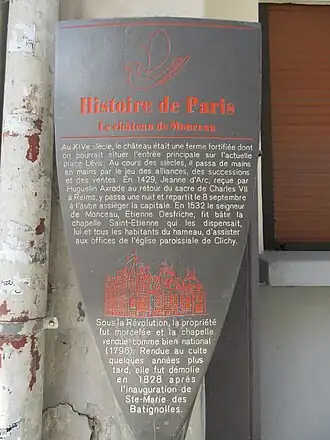 Histoire de Paris
Le château de Monceau
Au XIVe siècle, le château était une ferme fortifiée dont
on pourrait situer l'entrée principale sur l'actuelle
place Lévis. Au cours des siècles, il passa de mains
en mains par le jeu des alliances, des successions
et des ventes. En 1429, Jeanne d'Arc, reçue par
Huguelin Axrode au retour du sacre de Charles VII
à Reims, y passa une nuit et repartit le 8 septembre
à l'aube assiéger la capitale. En 1532 le seigneur
de Monceau, Etienne Desfriche, fit bâtir la
chapelle Saint-Etienne qui les dispensait,
lui et tous les habitants du hameau, d'assister
aux offices de l'église paroissiale de Clichy.
Sous la Révolution, la propriété
fut morcelée et la chapelle
vendue comme bien national
(1796). Rendue au culte
quelques années plus
tard, elle fut démolie
en 1828 après
l'inauguration de
Ste-Marie des
Batignolles.